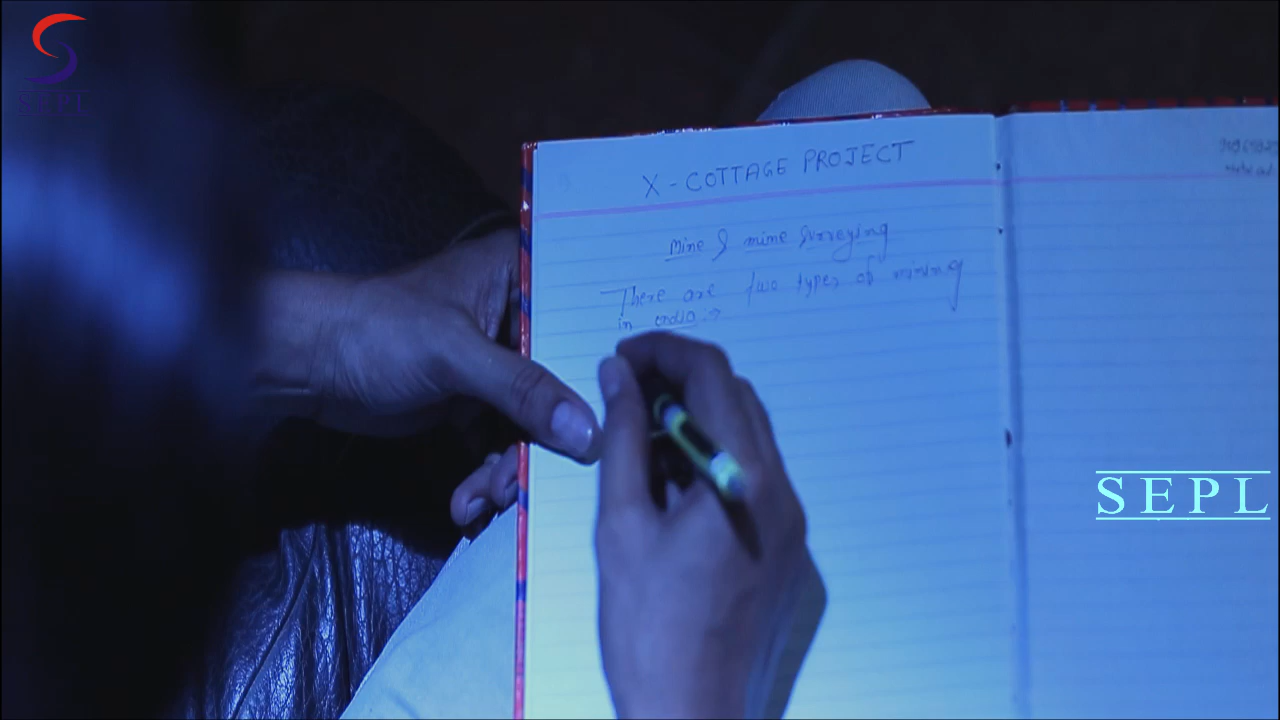 SEPL
X - COTTAGE PROJECT
Mine & mine surveying
There are two types of mining
in india :→
SEPL